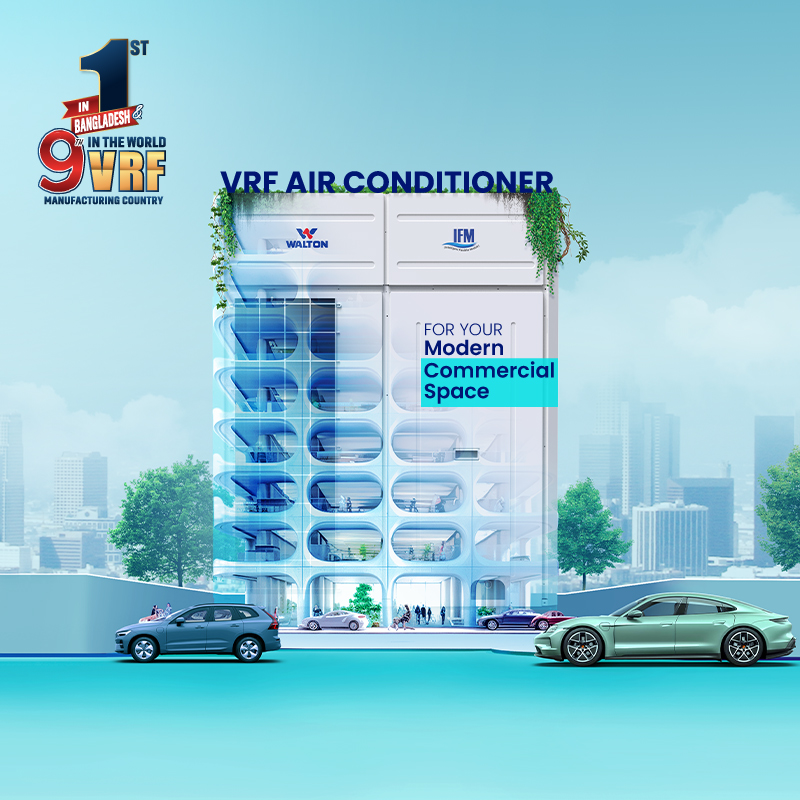 1ST
IN
BANGLADESH &
9TH IN THE WORLD
VRF
MANUFACTURING COUNTRY
VRF AIR CONDITIONER
WALTON
IFM
FOR YOUR
Modern
Commercial
Space